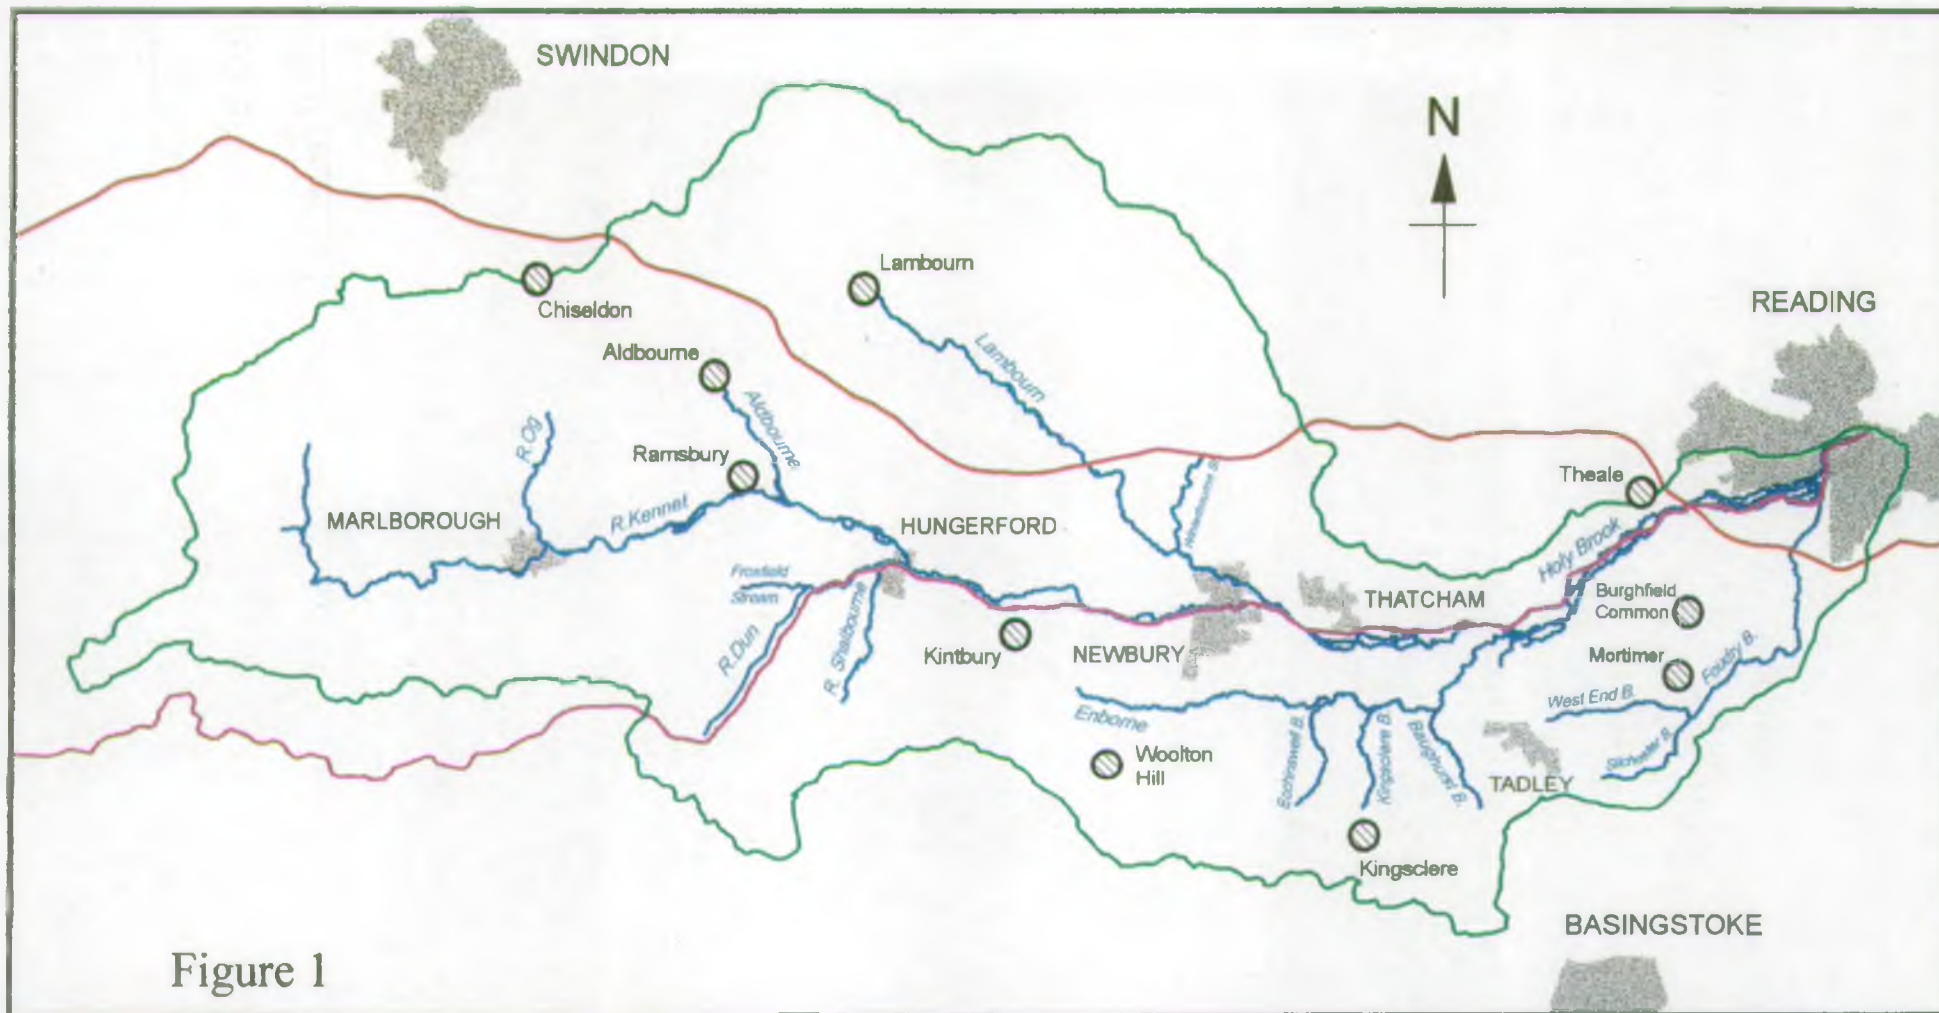 SWINDON
N
Lambourn
READING
Chiseldon
Aldbourne
Lambourn
Aldbourne
R.Og
Ramsbury
Theale
Winterbourne B.
MARLBOROUGH
R.Kennet
HUNGERFORD
Holy Brook
Froxfield
Stream
THATCHAM
Burghfield
Common
R.Dun
R. Shalbourne
Kintbury
NEWBURY
Mortimer
Foudry B.
West End B.
Enborne
Ecchinswell B.
Kingsclere B.
Baughurst B.
Silchester B.
Woolton
Hill
TADLEY
Kingsclere
BASINGSTOKE
Figure 1